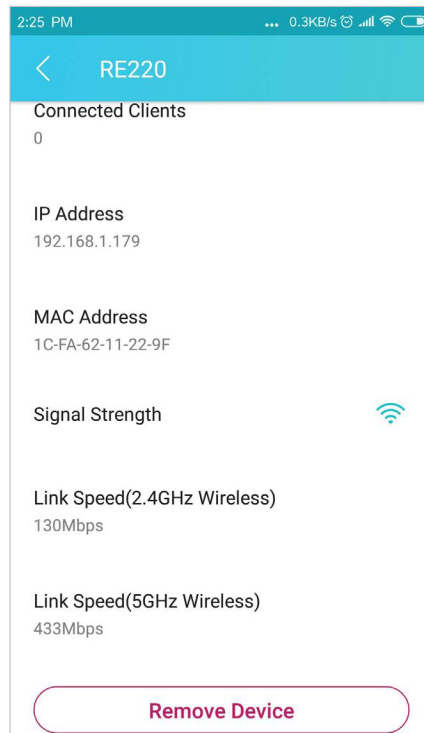 2:25 PM ... 0.3KB/s
RE220
Connected Clients
0
IP Address
192.168.1.179
MAC Address
1C-FA-62-11-22-9F
Signal Strength
Link Speed(2.4GHz Wireless)
130Mbps
Link Speed(5GHz Wireless)
433Mbps
Remove Device